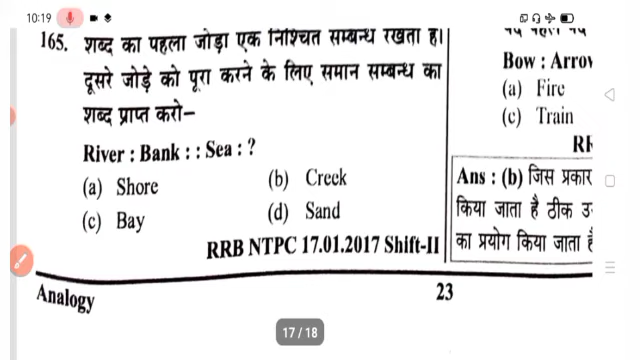 10:19
165. शब्द का पहला जोड़ा एक निश्चित सम्बन्ध रखता है।
दूसरे जोड़े को पूरा करने के लिए समान सम्बन्ध का
शब्द प्राप्त करो–
River : Bank : : Sea : ?
(a) Shore
(b) Creek
(c) Bay
(d) Sand
RRB NTPC 17.01.2017 Shift-II
Analogy
23
17 / 18
Bow : Arrow
(a) Fire
(c) Train
RR
Ans : (b) जिस प्रकार
किया जाता है ठीक उ
का प्रयोग किया जाता है